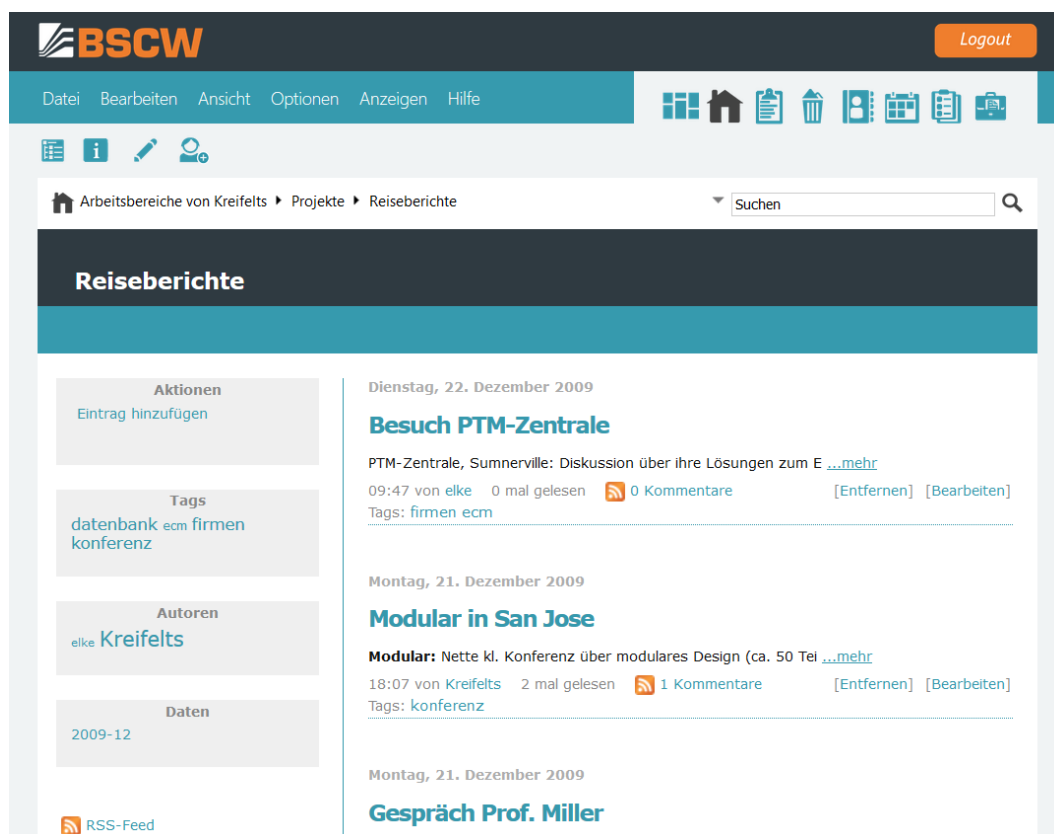 BSCW
Logout
Datei Bearbeiten Ansicht Optionen Anzeigen Hilfe
Arbeitsbereiche von Kreifelts Projekte Reiseberichte
Suchen
Reiseberichte
Aktionen
Eintrag hinzufügen
Tags
datenbank ecm firmen
konferenz
Autoren
elke Kreifelts
Daten
2009-12
RSS-Feed
Dienstag, 22. Dezember 2009
Besuch PTM-Zentrale
PTM-Zentrale, Sumnerville: Diskussion über ihre Lösungen zum E ...mehr
09:47 von elke 0 mal gelesen 0 Kommentare [Entfernen] [Bearbeiten]
Tags: firmen ecm
Montag, 21. Dezember 2009
Modular in San Jose
Modular: Nette kl. Konferenz über modulares Design (ca. 50 Tei ...mehr
18:07 von Kreifelts 2 mal gelesen 1 Kommentare [Entfernen] [Bearbeiten]
Tags: konferenz
Montag, 21. Dezember 2009
Gespräch Prof. Miller